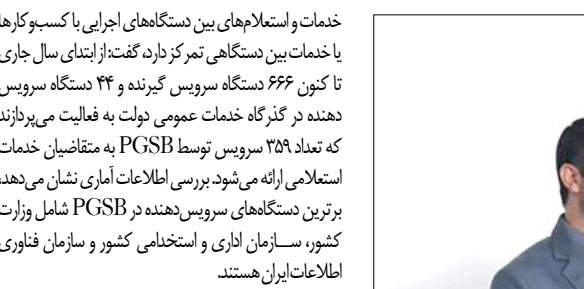 خدمات و استعلام‌های بین دستگاه‌های اجرایی با کسب‌وکارها
یا خدمات بین دستگاهی تمرکز دارد، گفت: از ابتدای سال جاری
تا کنون ۶۶۶ دستگاه سرویس گیرنده و ۴۴ دستگاه سرویس
دهنده در گذرگاه خدمات عمومی دولت به فعالیت می‌پردازند
که تعداد ۳۵۹ سرویس توسط PGSB به متقاضیان خدمات
استعلامی ارائه می‌شود. بررسی اطلاعات آماری نشان می‌دهد،
برترین دستگاه‌های سرویس‌دهنده در PGSB شامل وزارت
کشور، ســازمان اداری و استخدامی کشور و سازمان فناوری
اطلاعات ایران هستند.